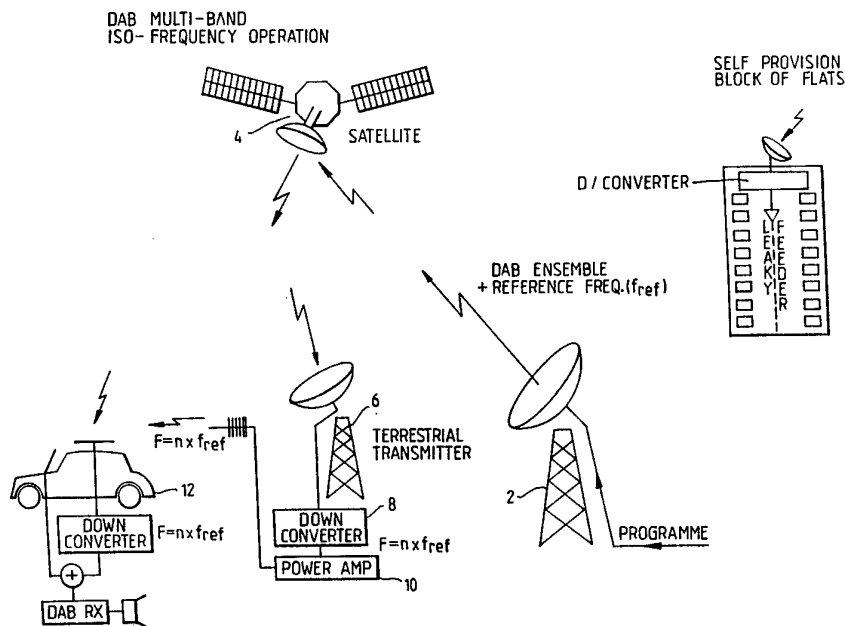 DAB MULTI-BAND
ISO-FREQUENCY OPERATION
4
SATELLITE
SELF PROVISION
BLOCK OF FLATS
D/CONVERTER
LEAKY
FEEDER
DAB ENSEMBLE
+ REFERENCE FREQ.(fref)
6
TERRESTRIAL
TRANSMITTER
2
PROGRAMME
F=n x fref
12
DOWN
CONVERTER
F=n x fref
DAB RX
8
DOWN
CONVERTER
F=n x fref
POWER AMP
10
+